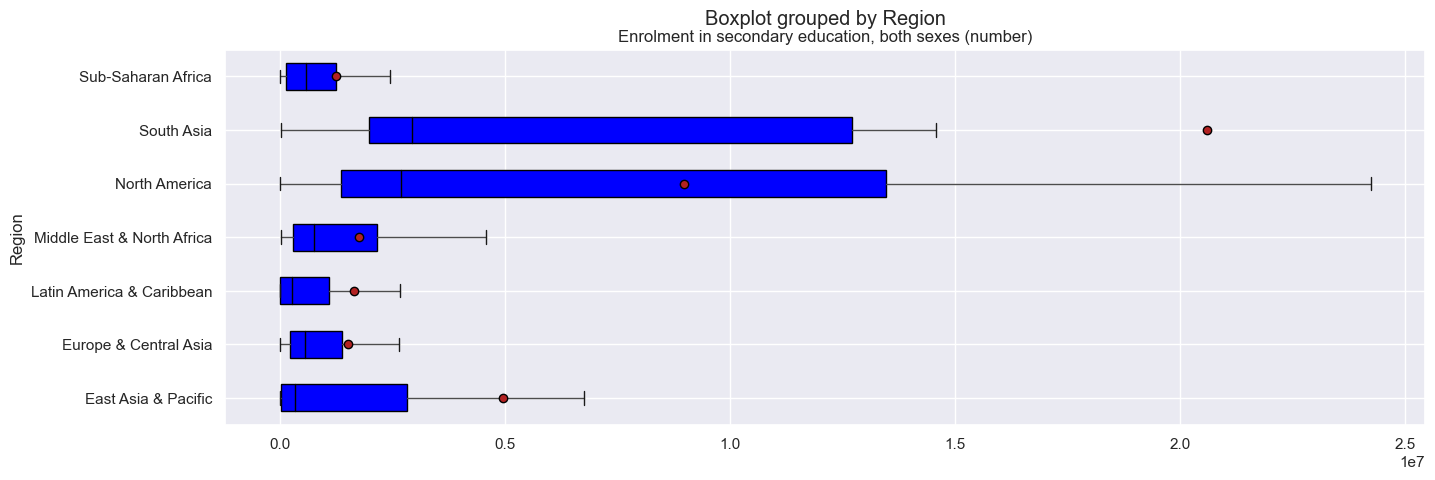 Boxplot grouped by Region
Enrolment in secondary education, both sexes (number)
Region
Sub-Saharan Africa
South Asia
North America
Middle East & North Africa
Latin America & Caribbean
Europe & Central Asia
East Asia & Pacific
0.0 0.5 1.0 1.5 2.0 2.5
1e7